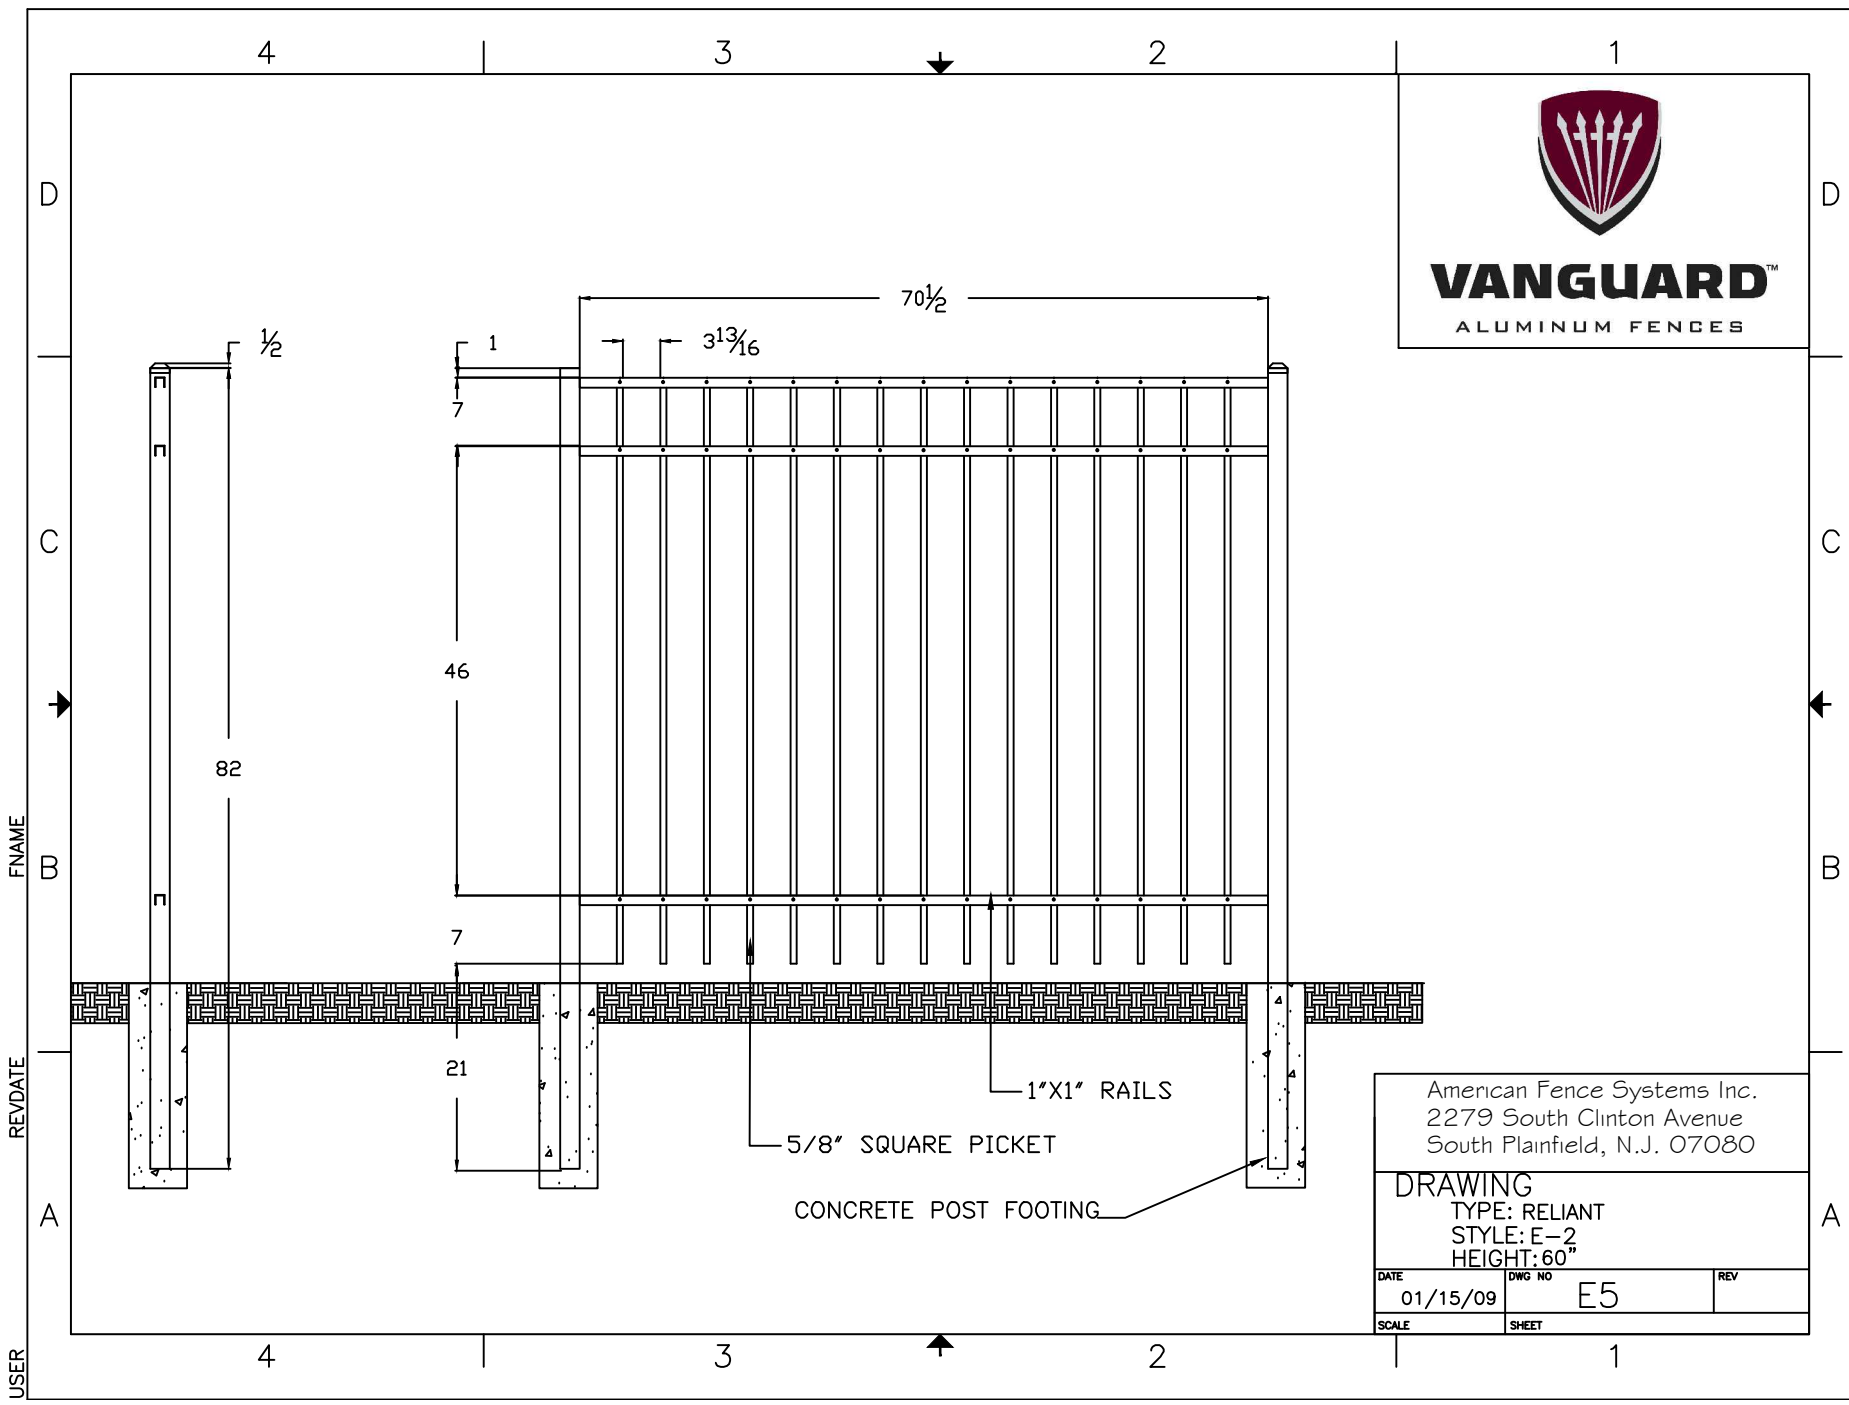 4 3 2 1
D D
VANGUARD™
ALUMINUM FENCES
70½
½ 1 3 13/16
7
C C
46
82
FNAME
B B
7
REVDATE
21
1"X1" RAILS
5/8" SQUARE PICKET
CONCRETE POST FOOTING
A A
American Fence Systems Inc.
2279 South Clinton Avenue
South Plainfield, N.J. 07080
DRAWING
TYPE: RELIANT
STYLE: E-2
HEIGHT: 60"
DATE DWG NO REV
01/15/09 E5
SCALE SHEET
USER
4 3 2 1